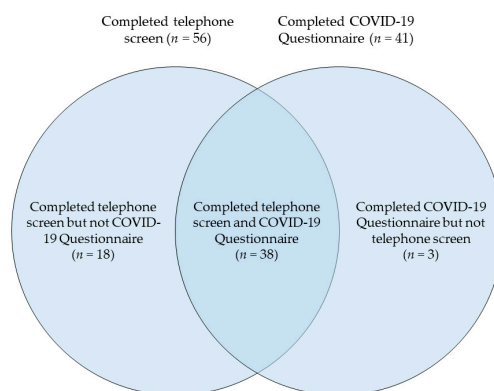 Completed telephone
screen (n = 56)
Completed COVID-19
Questionnaire (n = 41)
Completed telephone
screen but not COVID-
19 Questionnaire
(n = 18)
Completed telephone
screen and COVID-19
Questionnaire
(n = 38)
Completed COVID-19
Questionnaire but not
telephone screen
(n = 3)